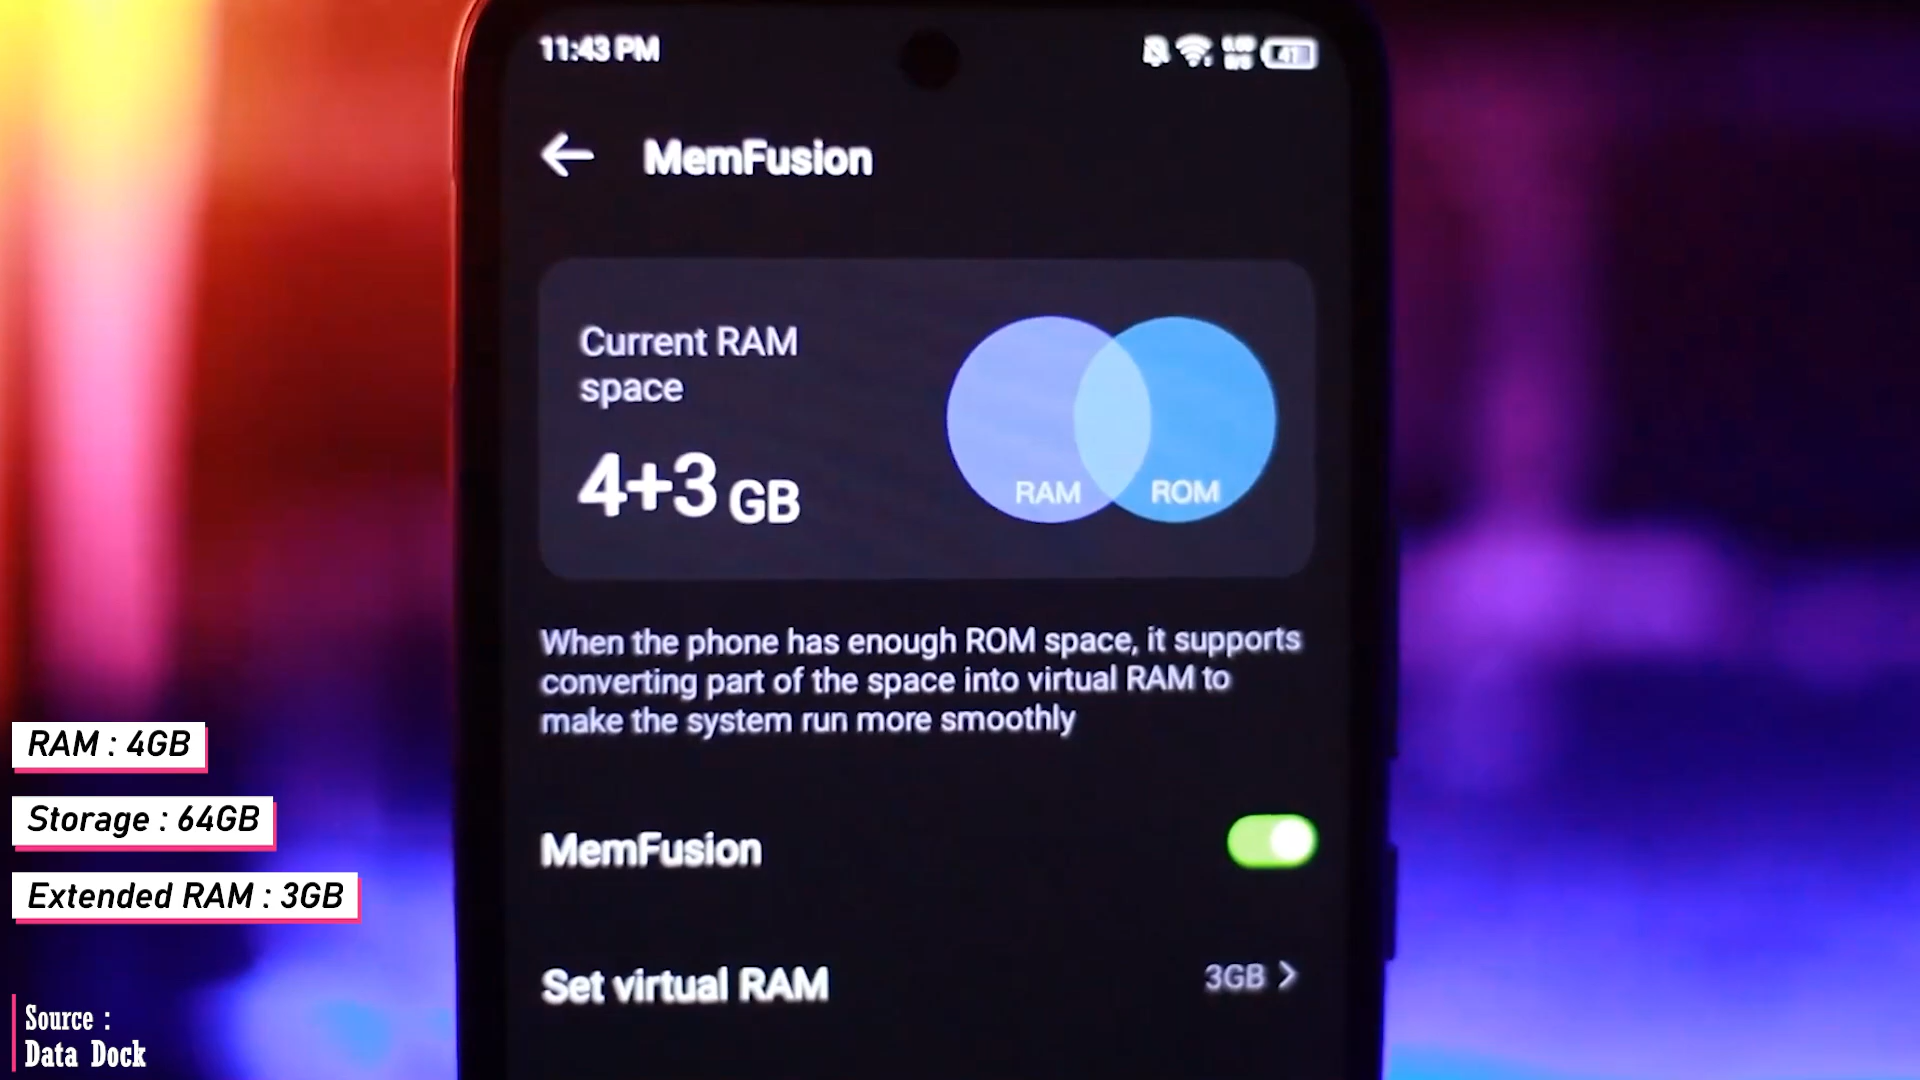 11:43 PM
41
MemFusion
Current RAM
space
4+3 GB
RAM
ROM
When the phone has enough ROM space, it supports
converting part of the space into virtual RAM to
make the system run more smoothly
MemFusion
Set virtual RAM
3GB
RAM : 4GB
Storage : 64GB
Extended RAM : 3GB
Source :
Data Dock